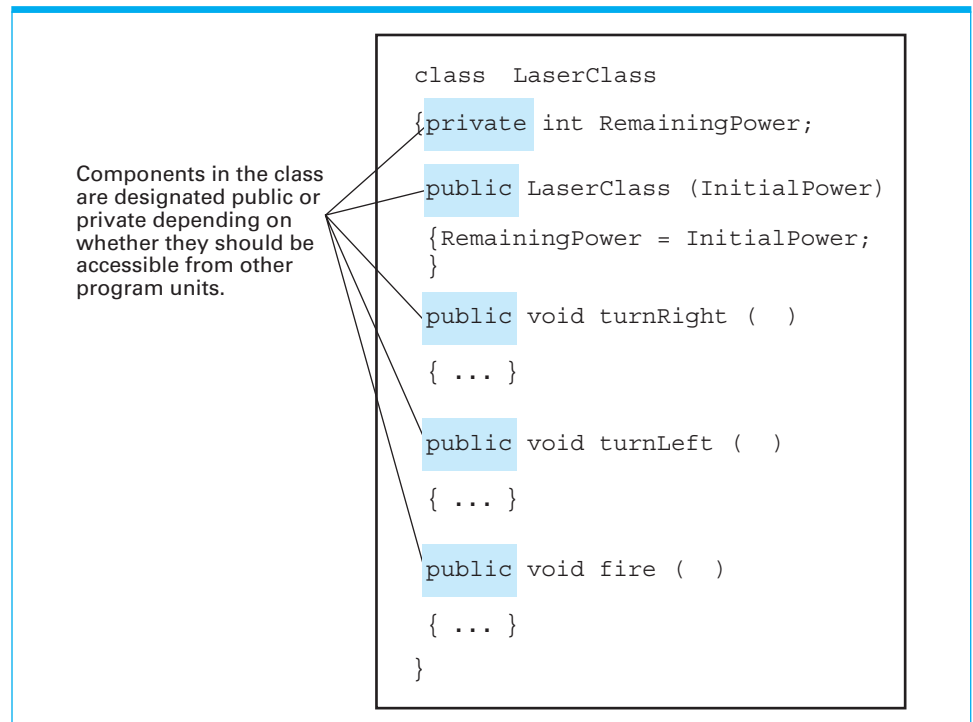 Components in the class
are designated public or
private depending on
whether they should be
accessible from other
program units.
class LaserClass
{private int RemainingPower;
public LaserClass (InitialPower)
{RemainingPower = InitialPower;
}
public void turnRight ( )
{ ... }
public void turnLeft ( )
{ ... }
public void fire ( )
{ ... }
}